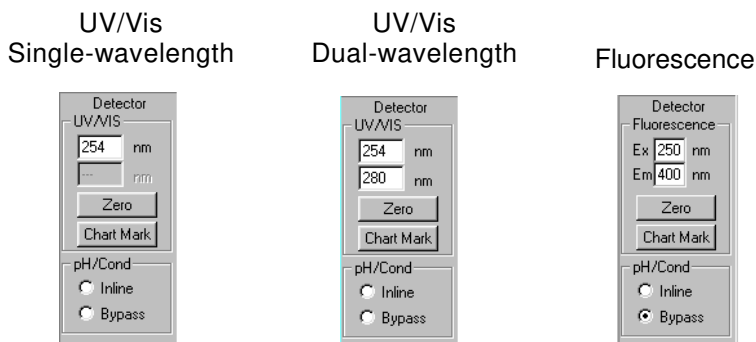 UV/Vis
Single-wavelength
Detector
UV/VIS
254 nm
--- nm
Zero
Chart Mark
pH/Cond
Inline
Bypass
UV/Vis
Dual-wavelength
Detector
UV/VIS
254 nm
280 nm
Zero
Chart Mark
pH/Cond
Inline
Bypass
Fluorescence
Detector
Fluorescence
Ex 250 nm
Em 400 nm
Zero
Chart Mark
pH/Cond
Inline
Bypass